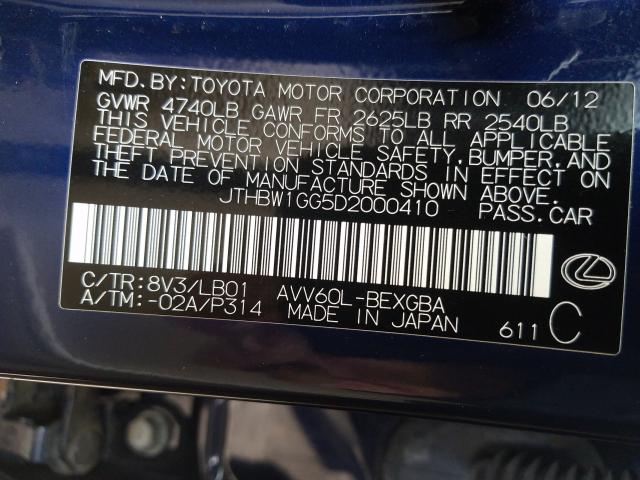 MFD. BY: TOYOTA MOTOR CORPORATION 06/12
GVWR 4740LB GAWR FR 2625LB RR 2540LB
THIS VEHICLE CONFORMS TO ALL APPLICABLE
FEDERAL MOTOR VEHICLE SAFETY, BUMPER, AND
THEFT PREVENTION STANDARDS IN EFFECT ON
THE DATE OF MANUFACTURE SHOWN ABOVE.
JTHBW1GG5D2000410 PASS. CAR
C/TR: 8V3/LB01 AVV60L-BEXGBA
A/TM: -02A/P314 MADE IN JAPAN 611 C